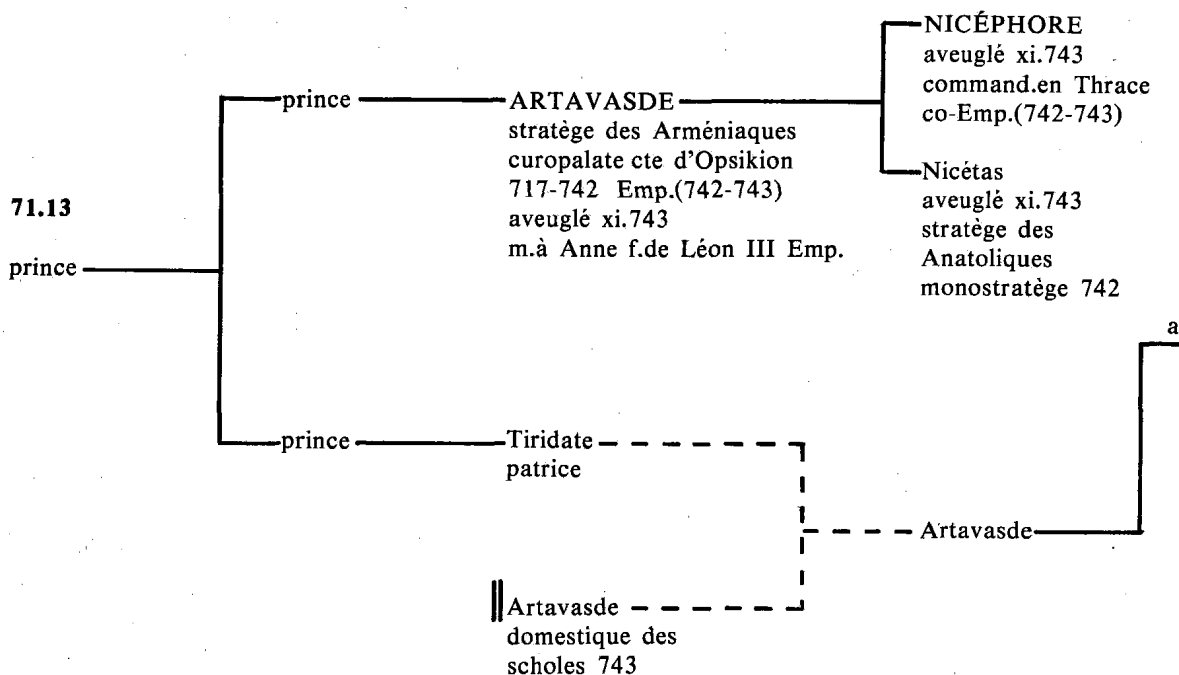 71.13
prince
prince
ARTAVASDE
stratège des Arméniaques
curopalate cte d'Opsikion
717-742 Emp.(742-743)
aveuglé xi.743
m.à Anne f.de Léon III Emp.
NICÉPHORE
aveuglé xi.743
command.en Thrace
co-Emp.(742-743)
Nicétas
aveuglé xi.743
stratège des
Anatoliques
monostratège 742
prince
Tiridate
patrice
Artavasde
domestique des
scholes 743
Artavasde
a